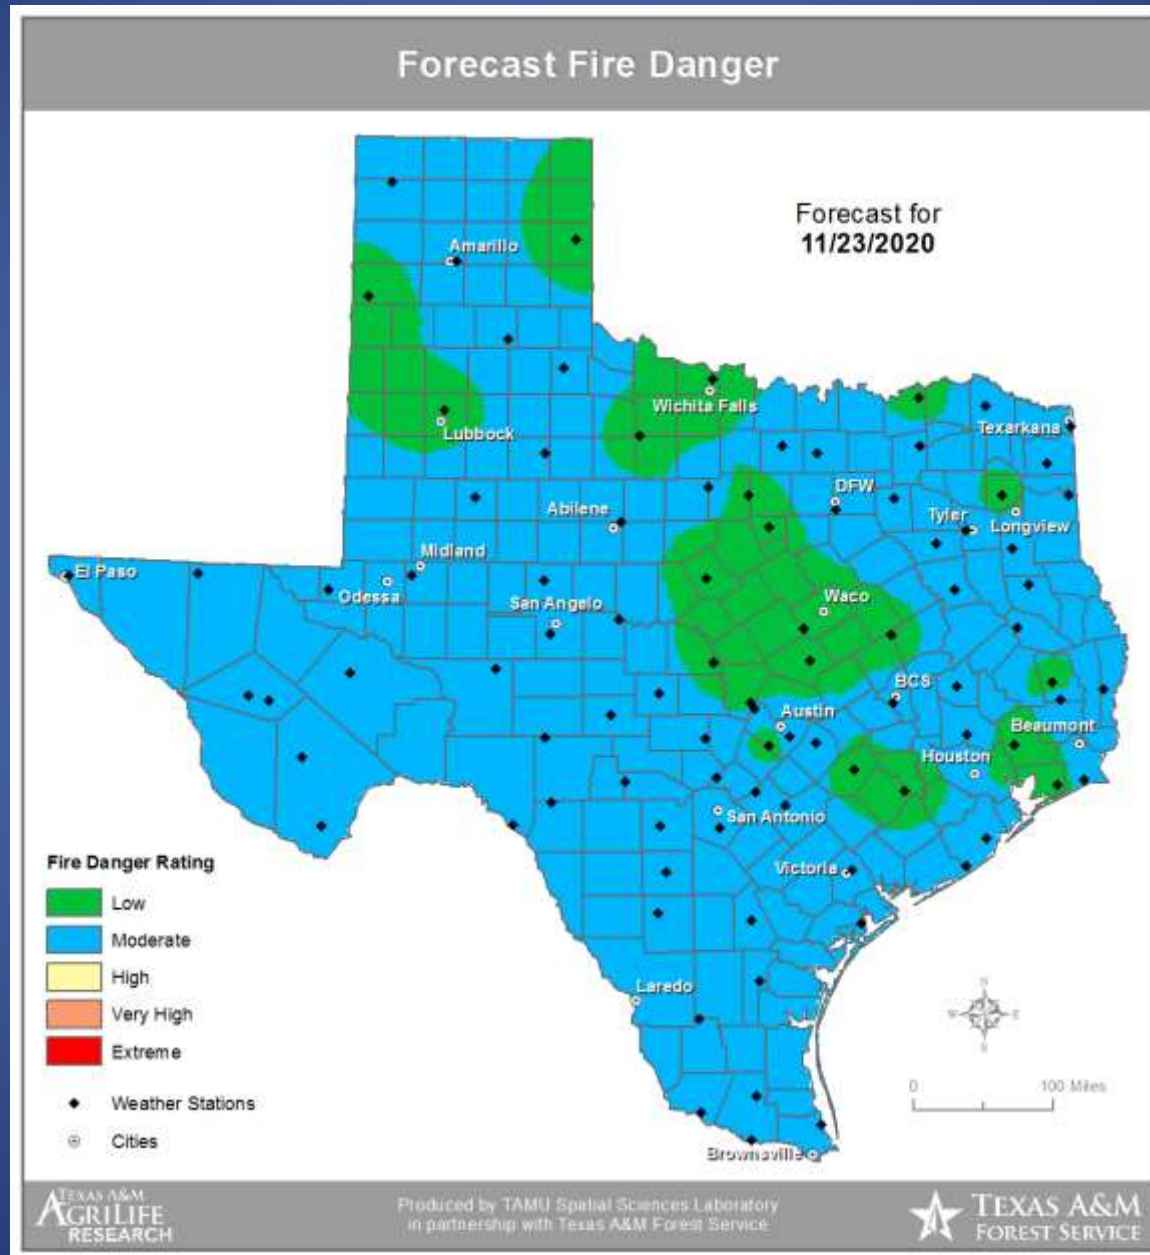 Forecast Fire Danger
Forecast for
11/23/2020
Amarillo
Wichita Falls
Lubbock
Texarkana
DFW
Abilene
Tyler
Longview
Midland
El Paso
Odessa
San Angelo
Waco
BCS
Austin
Beaumont
Houston
San Antonio
Victoria
Laredo
Brownsville
Fire Danger Rating
Low
Moderate
High
Very High
Extreme
Weather Stations
Cities
N
W E
S
0 100 Miles
TEXAS A&M
AGRILIFE
RESEARCH
Produced by TAMU Spatial Sciences Laboratory
in partnership with Texas A&M Forest Service
TEXAS A&M
FOREST SERVICE